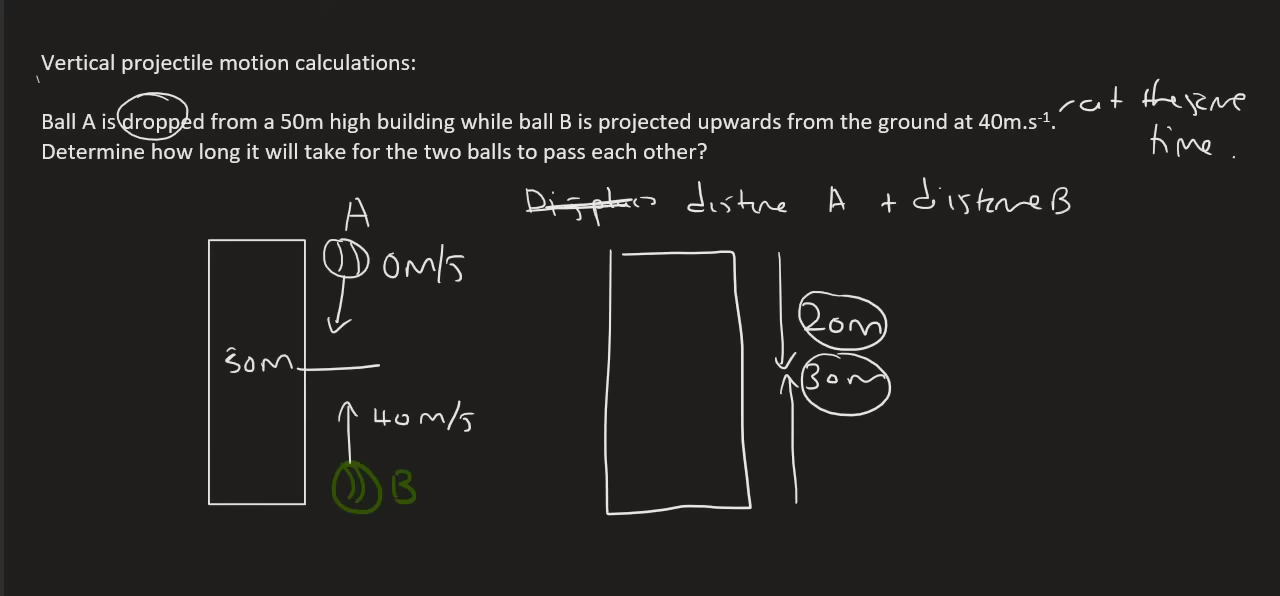 Vertical projectile motion calculations:
Ball A is dropped from a 50m high building while ball B is projected upwards from the ground at 40m.s⁻¹. at the same
Determine how long it will take for the two balls to pass each other? time.
Displac distance A + distance B
A
0m/s
20m
50m
30m
40m/s
B